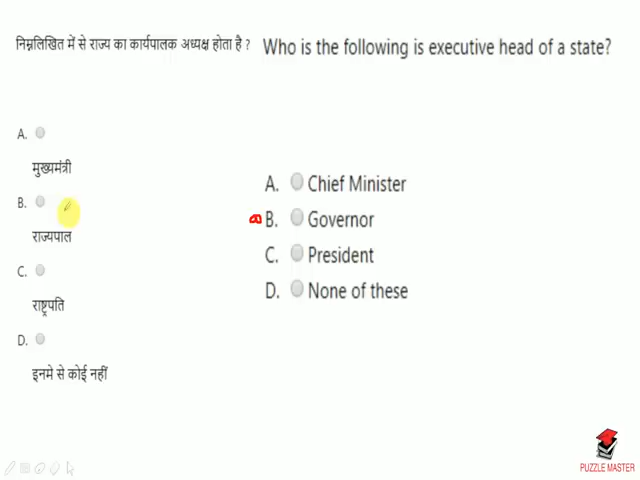 निम्नलिखित में से राज्य का कार्यपालक अध्यक्ष होता है ?
Who is the following is executive head of a state?
A.
मुख्यमंत्री
B.
राज्यपाल
C.
राष्ट्रपति
D.
इनमे से कोई नहीं
A. Chief Minister
B. Governor
C. President
D. None of these
PUZZLE MASTER